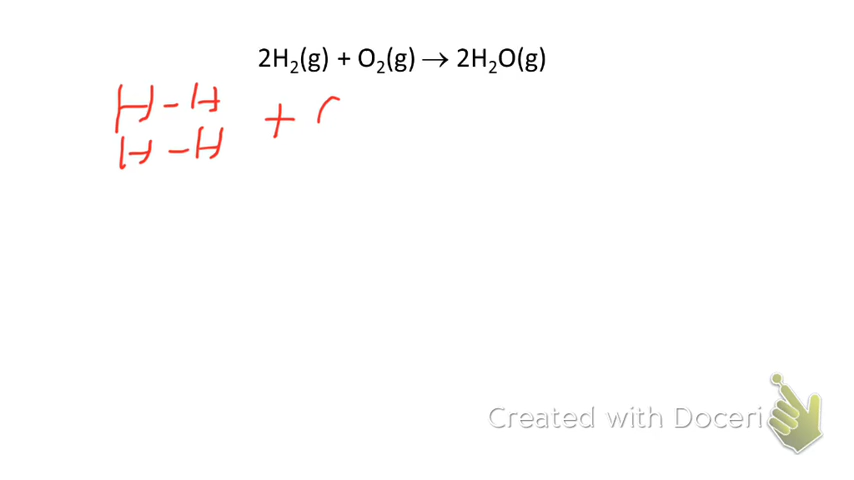 2H₂(g) + O₂(g) → 2H₂O(g)
H - H
+
H - H
Created with Doceri